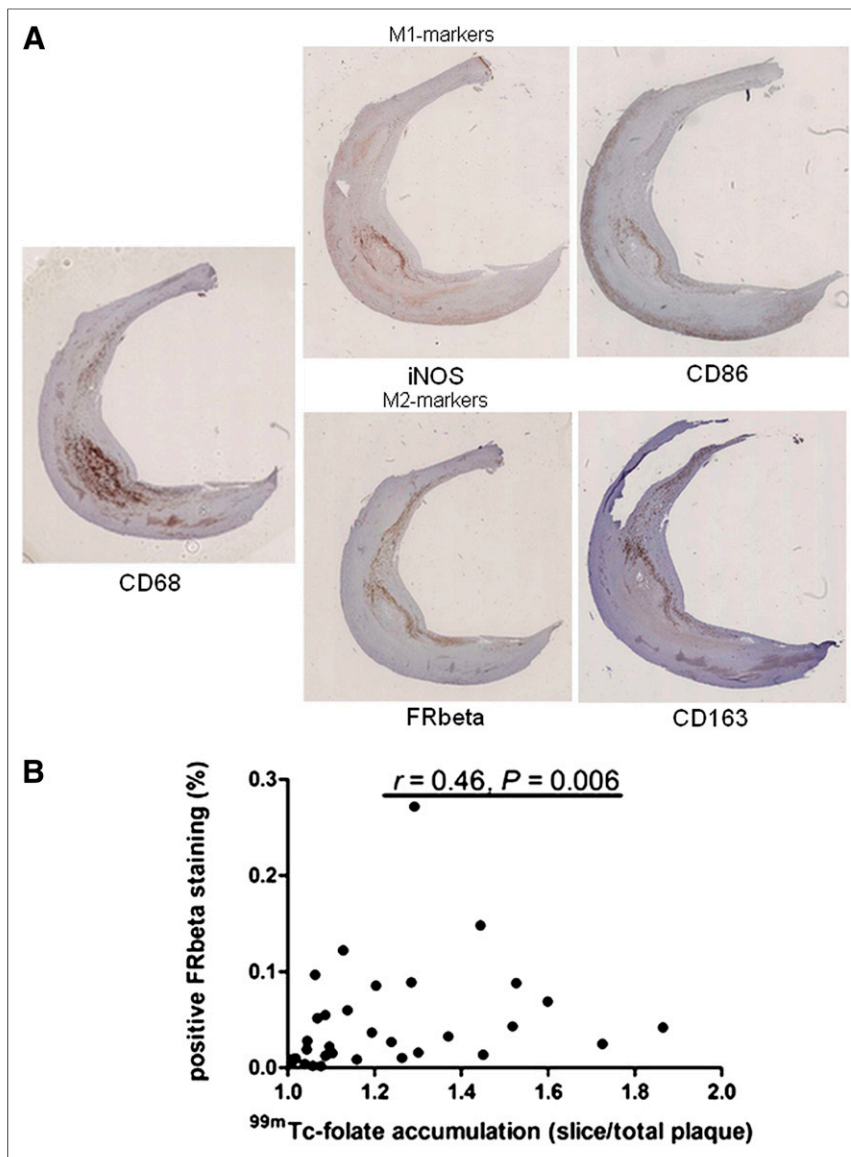 A
M1-markers
iNOS
CD86
CD68
M2-markers
FRbeta
CD163
B
r = 0.46, P = 0.006
positive FRbeta staining (%)
0.3
0.2
0.1
0.0
1.0 1.2 1.4 1.6 1.8 2.0
99mTc-folate accumulation (slice/total plaque)